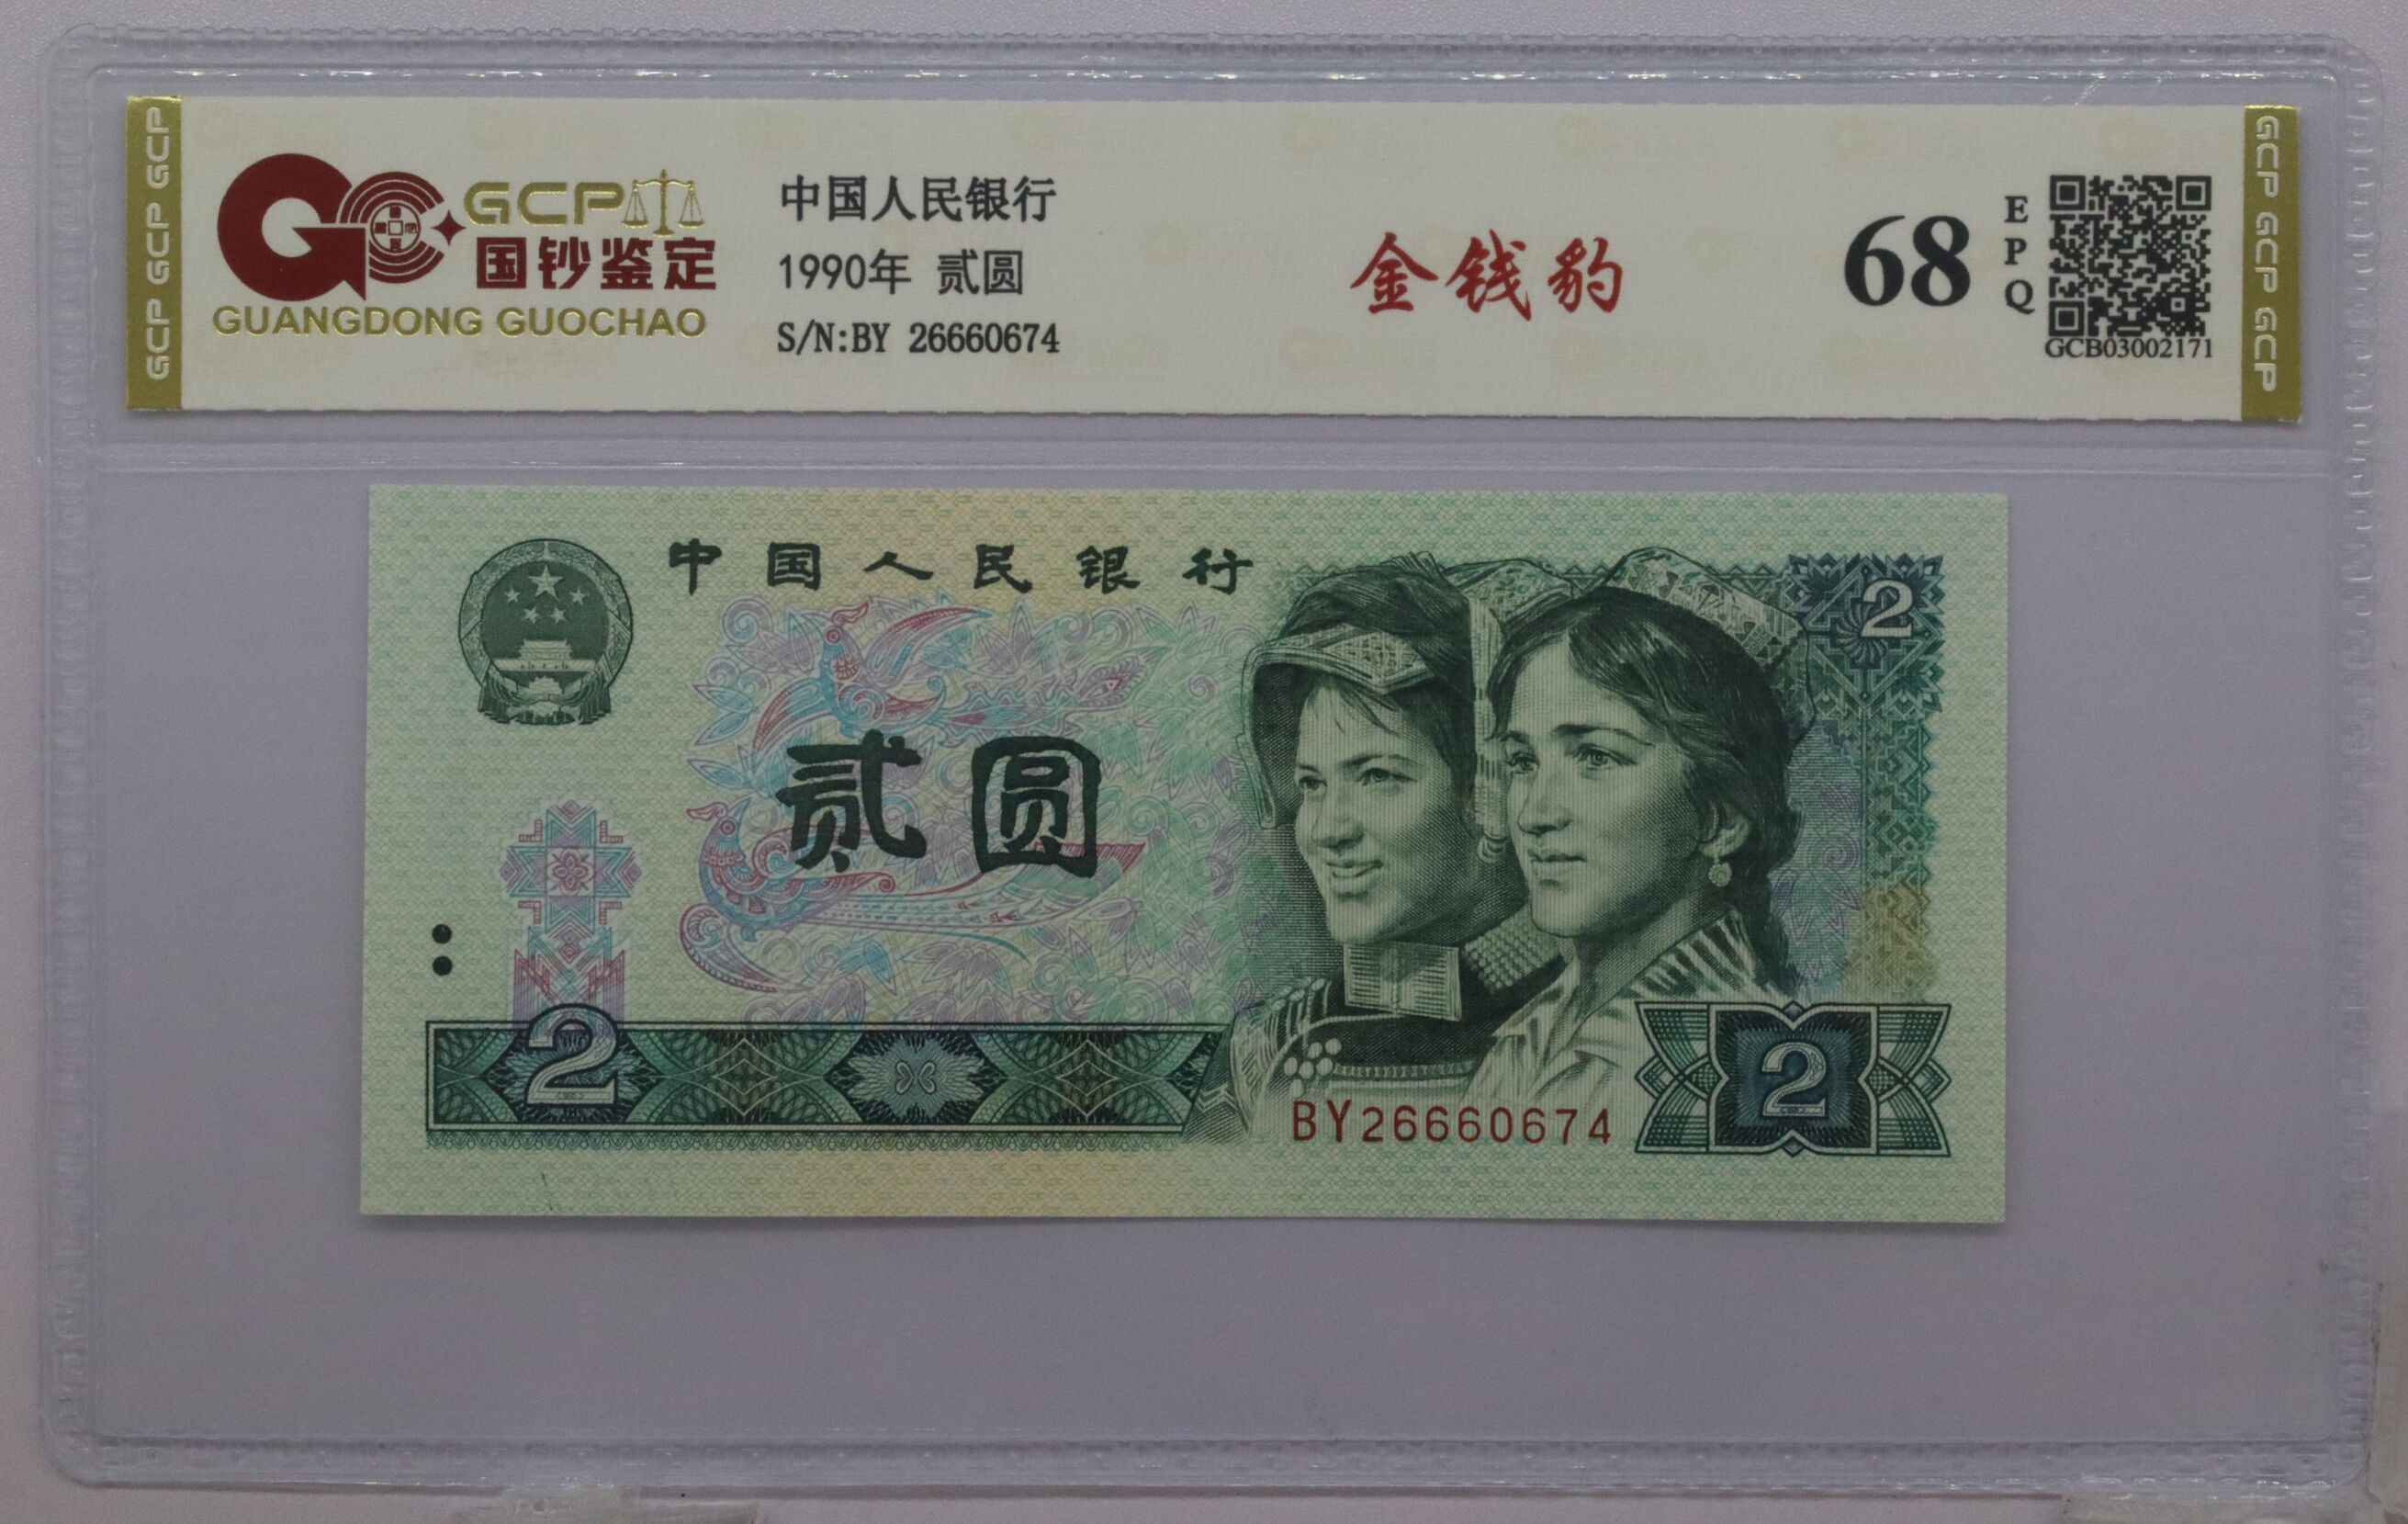 GCP GCP GCP
GCP
国钞鉴定
GUANGDONG GUOCHAO
中国人民银行
1990年 贰圆
S/N:BY 26660674
金钱豹
68
EPQ
GCB03002171
GCP GCP GCP
中国人民银行
2
贰圆
2
BY26660674
2